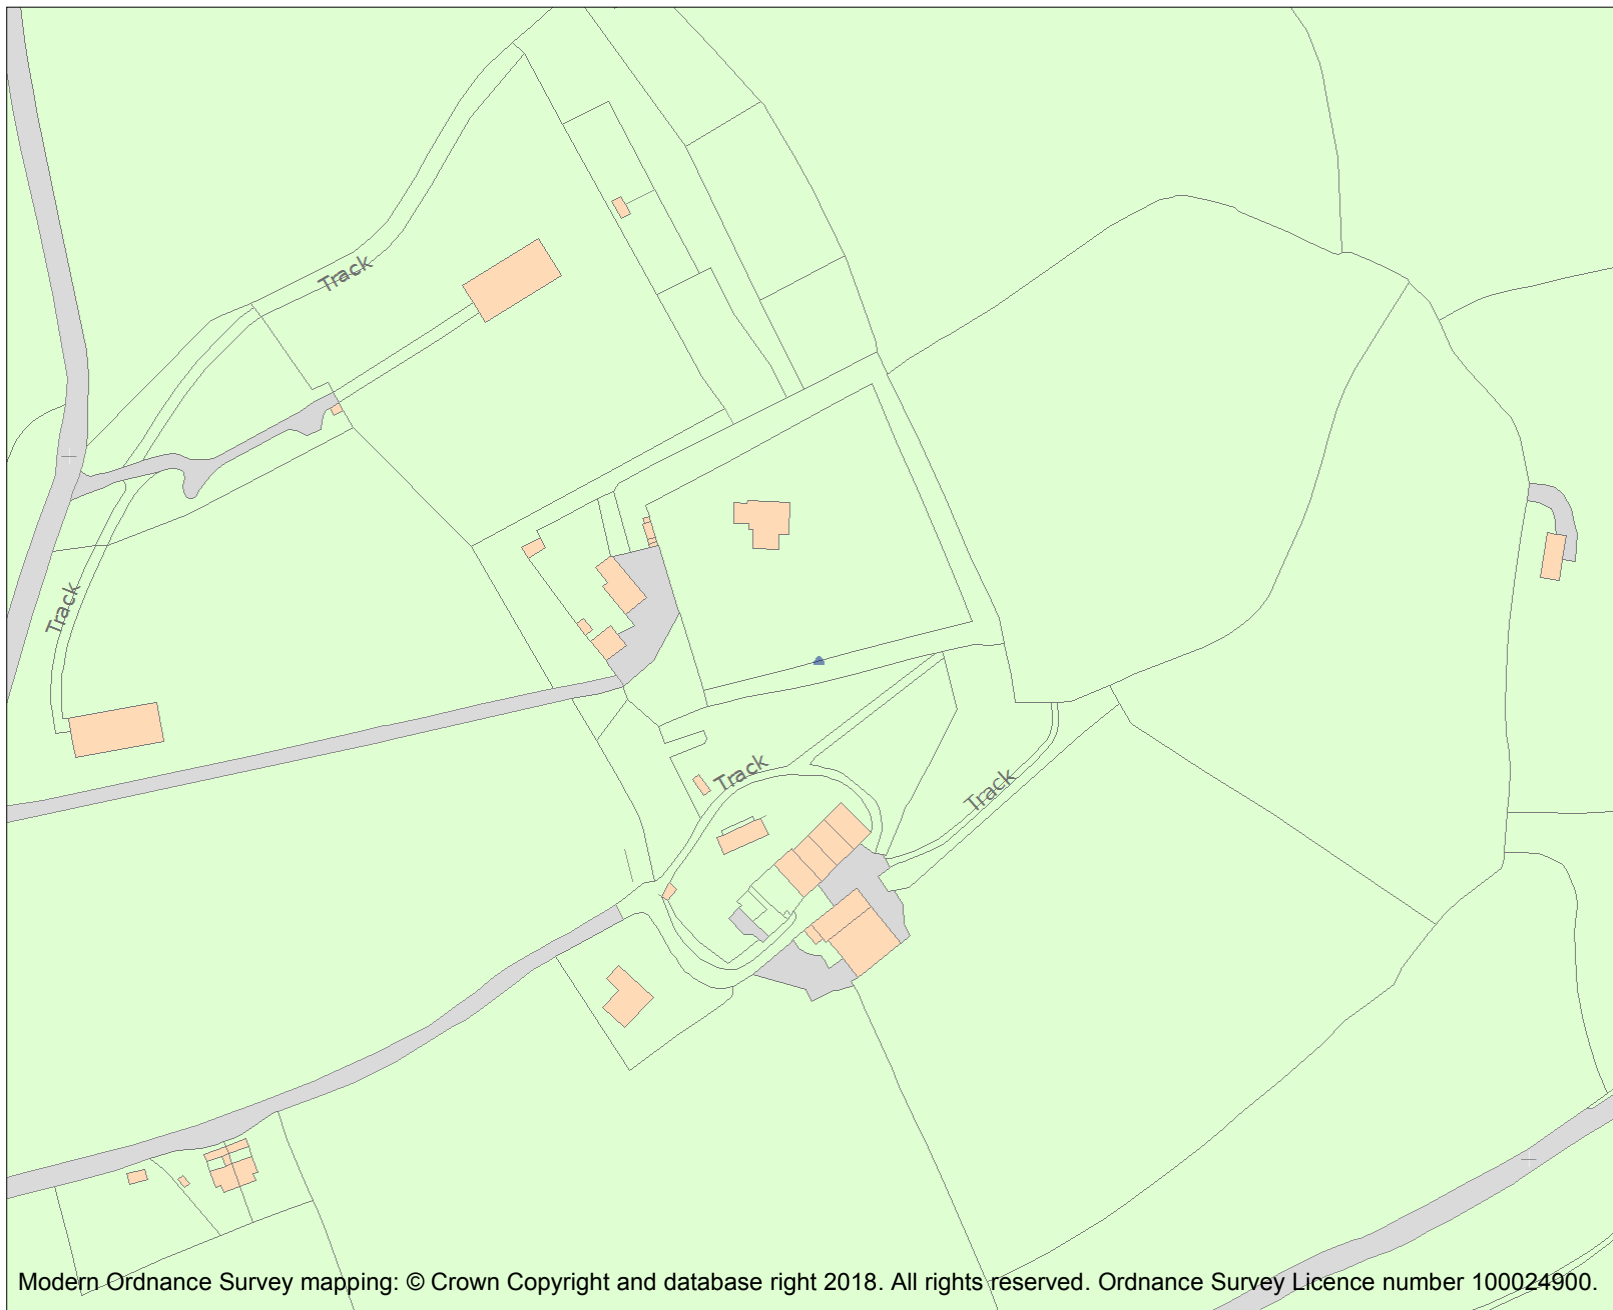 Track
Track
Track
Track
Modern Ordnance Survey mapping: © Crown Copyright and database right 2018. All rights reserved. Ordnance Survey Licence number 100024900.